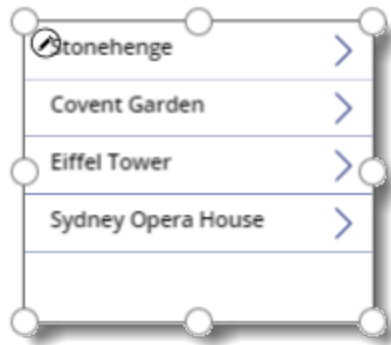 Stonehenge
Covent Garden
Eiffel Tower
Sydney Opera House